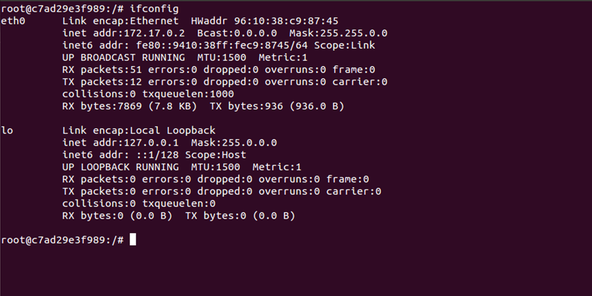 root@c7ad29e3f989:/# ifconfig
eth0      Link encap:Ethernet  HWaddr 96:10:38:c9:87:45
          inet addr:172.17.0.2  Bcast:0.0.0.0  Mask:255.255.0.0
          inet6 addr: fe80::9410:38ff:fec9:8745/64 Scope:Link
          UP BROADCAST RUNNING  MTU:1500  Metric:1
          RX packets:51 errors:0 dropped:0 overruns:0 frame:0
          TX packets:12 errors:0 dropped:0 overruns:0 carrier:0
          collisions:0 txqueuelen:1000
          RX bytes:7869 (7.8 KB)  TX bytes:936 (936.0 B)

lo        Link encap:Local Loopback
          inet addr:127.0.0.1  Mask:255.0.0.0
          inet6 addr: ::1/128 Scope:Host
          UP LOOPBACK RUNNING  MTU:1500  Metric:1
          RX packets:0 errors:0 dropped:0 overruns:0 frame:0
          TX packets:0 errors:0 dropped:0 overruns:0 carrier:0
          collisions:0 txqueuelen:0
          RX bytes:0 (0.0 B)  TX bytes:0 (0.0 B)

root@c7ad29e3f989:/#